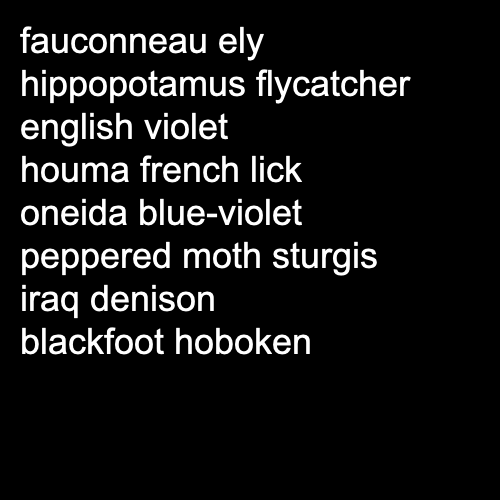 fauconneau ely
hippopotamus flycatcher
english violet
houma french lick
oneida blue-violet
peppered moth sturgis
iraq denison
blackfoot hoboken